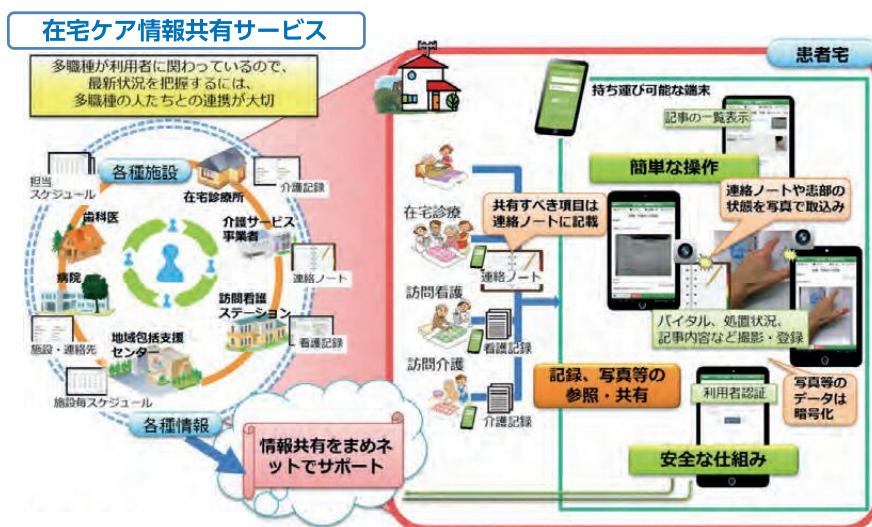 在宅ケア情報共有サービス
多職種が利用者に関わっているので、
最新状況を把握するには、
多職種の人たちとの連携が大切
各種施設
担当
スケジュール
在宅診療所
介護記録
歯科医
介護サービス
事業者
連絡ノート
病院
訪問看護
ステーション
看護記録
施設・連絡先
地域包括支援
センター
施設毎スケジュール
各種情報
情報共有をまめネ
ットでサポート
患者宅
持ち運び可能な端末
記事の一覧表示
簡単な操作
在宅診療
共有すべき項目は
連絡ノートに記載
連絡ノート
連絡ノートや患部の
状態を写真で取込み
訪問看護
看護記録
バイタル、処置状況、
記事内容など撮影・登録
訪問介護
介護記録
記録、写真等の
参照・共有
利用者認証
写真等の
データは
暗号化
安全な仕組み